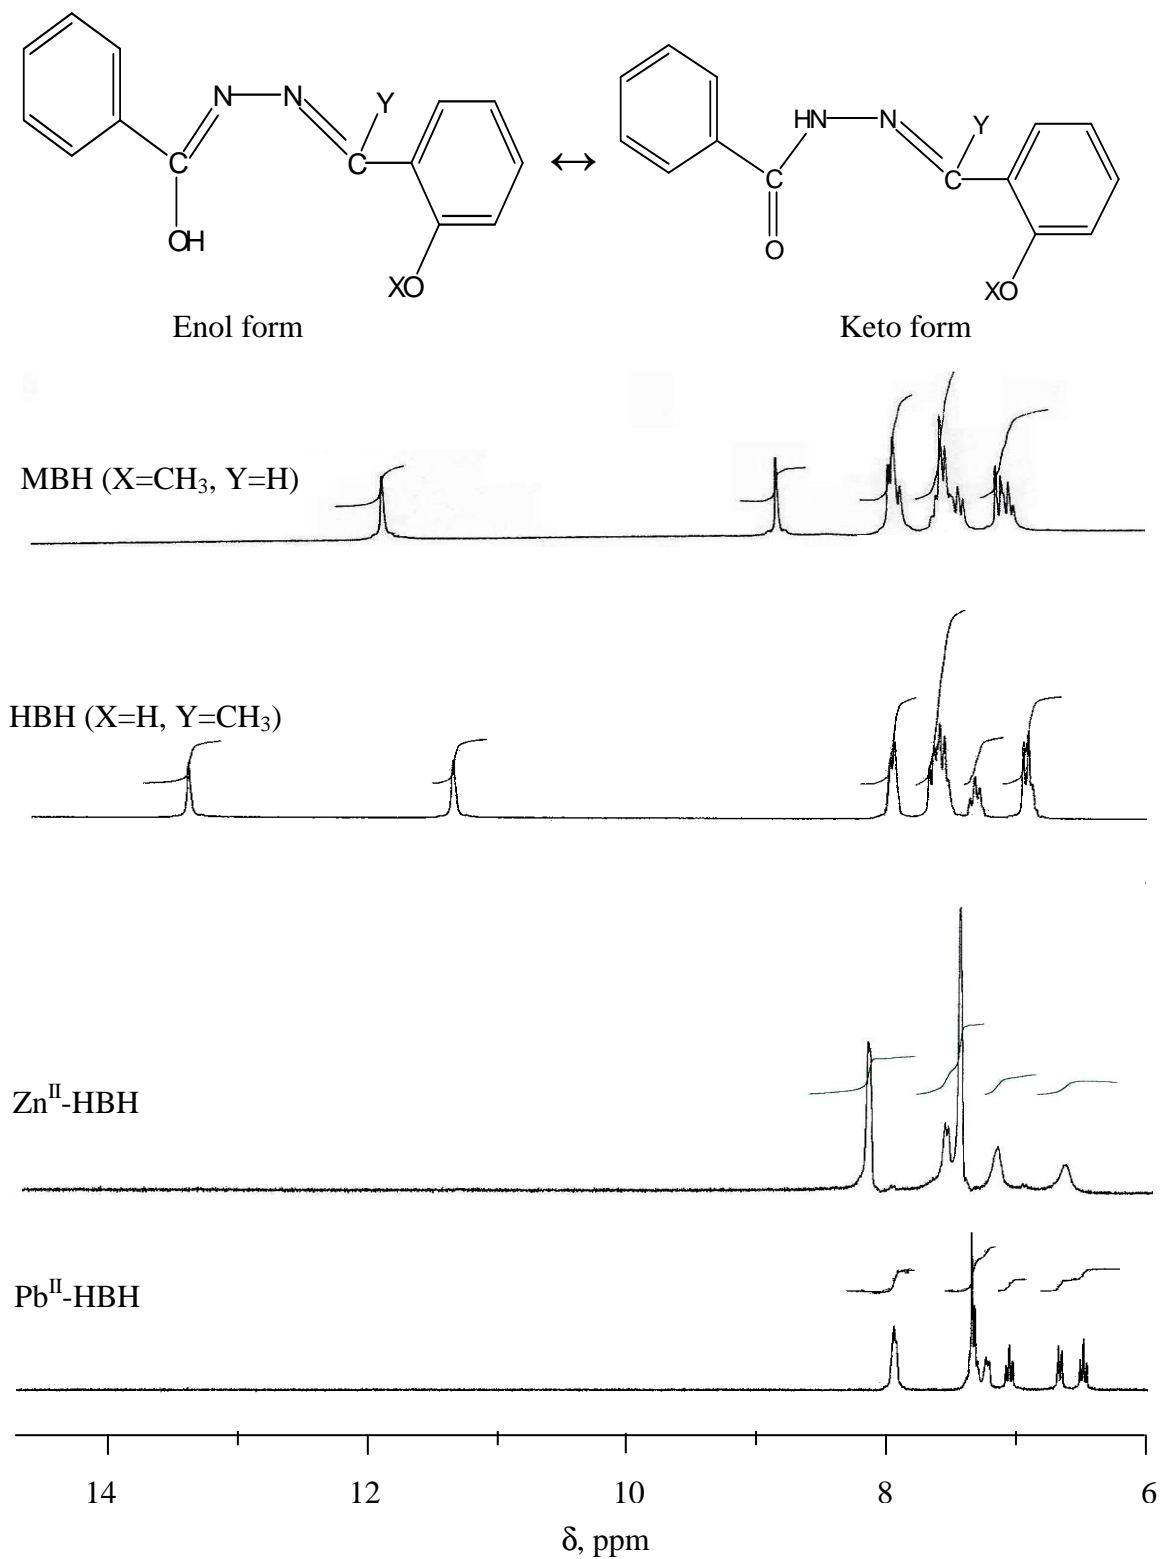 N N Y
C C
OH
XO
Enol form
↔
HN N Y
C C
O
XO
Keto form
MBH (X=CH₃, Y=H)
HBH (X=H, Y=CH₃)
Znᴵᴵ-HBH
Pbᴵᴵ-HBH
14 12 10 8 6
δ, ppm